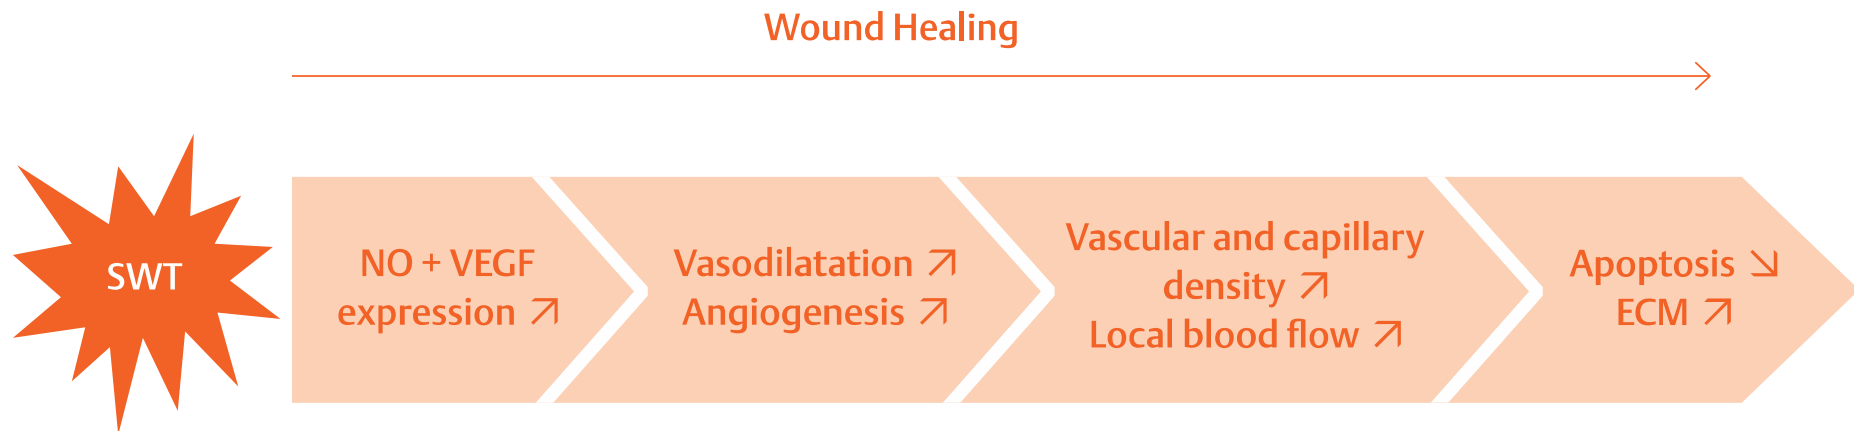 Wound Healing
SWT
NO + VEGF
expression ↗
Vasodilatation ↗
Angiogenesis ↗
Vascular and capillary
density ↗
Local blood flow ↗
Apoptosis ↘
ECM ↗